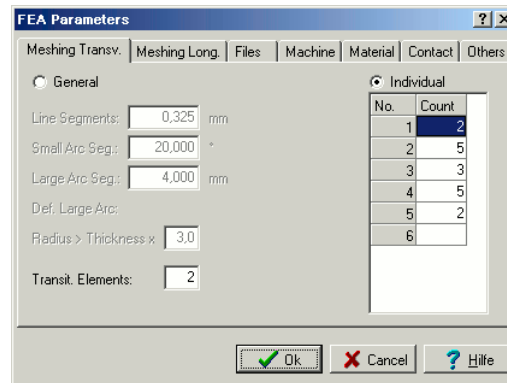 FEA Parameters
Meshing Transv. Meshing Long. Files Machine Material Contact Others
General
Line Segments: 0,325 mm
Small Arc Seg.: 20,000 °
Large Arc Seg.: 4,000 mm
Def. Large Arc:
Radius > Thickness x 3,0
Transit. Elements: 2
Individual
No. Count
1 2
2 5
3 3
4 5
5 2
6
Ok Cancel ? Hilfe